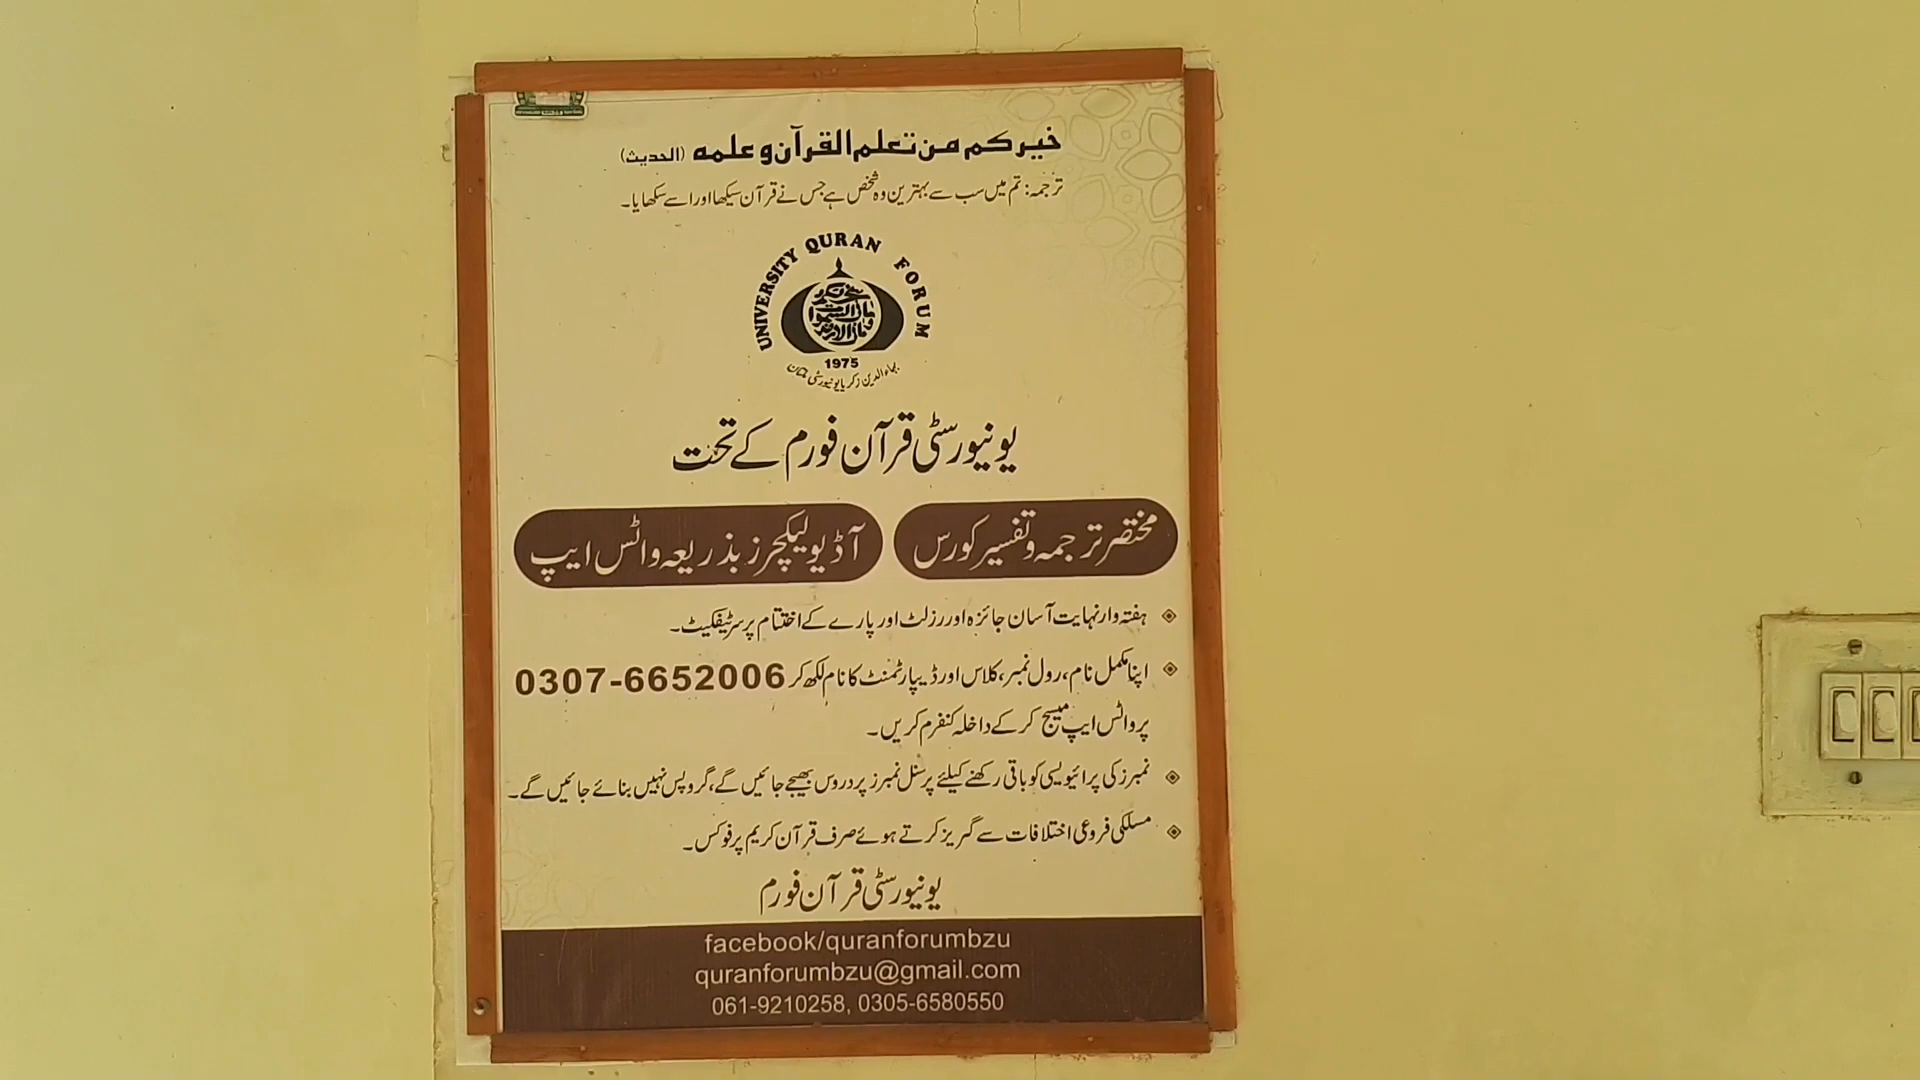 خيركم من تعلم القرآن وعلمه (الحديث)
ترجمہ: تم میں سب سے بہترین وہ شخص ہے جس نے قرآن سیکھا اور اسے سکھایا۔
UNIVERSITY QURAN FORUM
1975
بہاءالدین زکریا یونیورسٹی ملتان
یونیورسٹی قرآن فورم کے تحت
مختصر ترجمہ و تفسیر کورس
آڈیو لیکچرز بذریعہ واٹس ایپ
ہفتہ وار نہایت آسان جائزہ اور رزلٹ اور پارے کے اختتام پر سرٹیفکیٹ۔
اپنا مکمل نام، رول نمبر، کلاس اور ڈیپارٹمنٹ کا نام لکھ کر 0307-6652006
پر واٹس ایپ میسج کر کے داخلہ کنفرم کریں۔
نمبرز کی پرائیویسی کو باقی رکھنے کیلئے پرسنل نمبرز پر دروس بھیجے جائیں گے، گروپس نہیں بنائے جائیں گے۔
مسلکی فروعی اختلافات سے گریز کرتے ہوئے صرف قرآن کریم پر فوکس۔
یونیورسٹی قرآن فورم
facebook/quranforumbzu
quranforumbzu@gmail.com
061-9210258, 0305-6580550